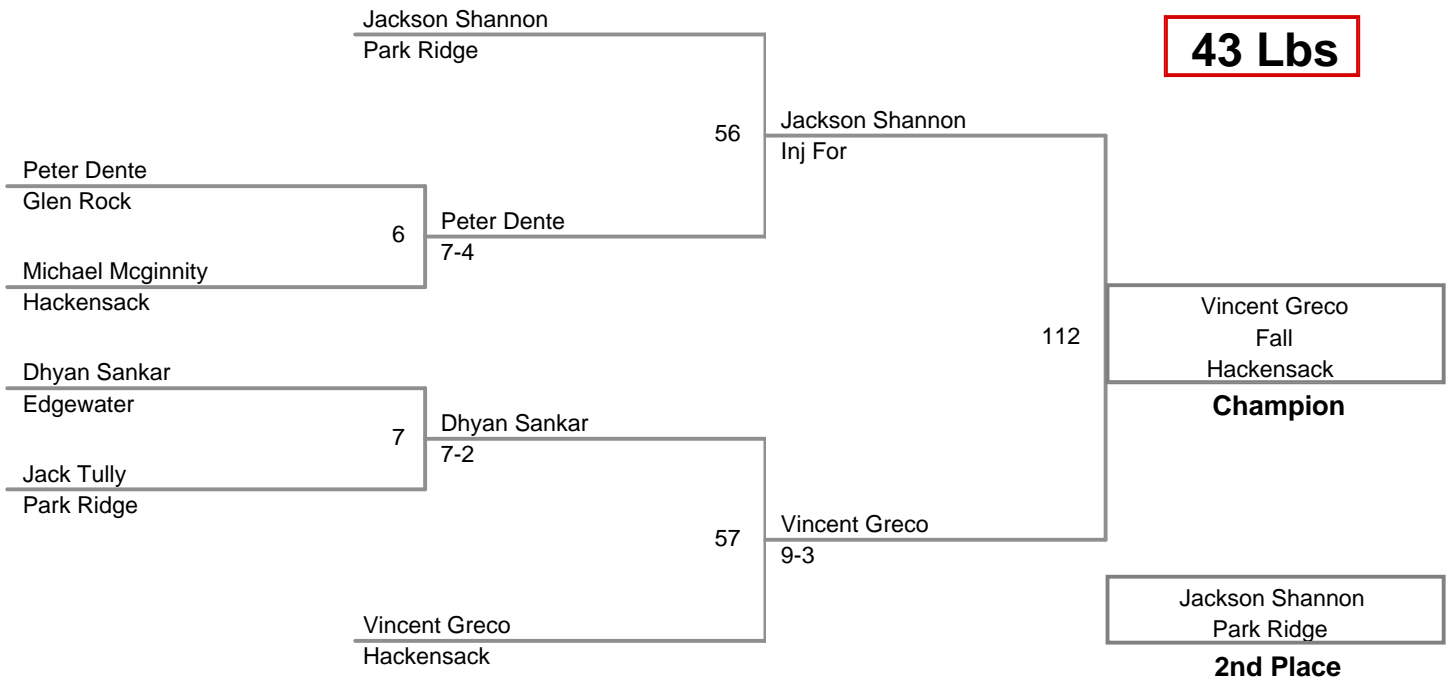 Jackson Shannon
Park Ridge
43 Lbs
56
Jackson Shannon
Inj For
Peter Dente
Glen Rock
6
Peter Dente
7-4
Michael Mcginnity
Hackensack
112
Vincent Greco
Fall
Hackensack
Champion
Dhyan Sankar
Edgewater
7
Dhyan Sankar
7-2
Jack Tully
Park Ridge
57
Vincent Greco
9-3
Vincent Greco
Hackensack
Jackson Shannon
Park Ridge
2nd Place